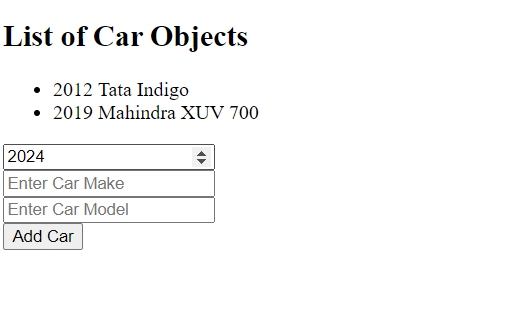 List of Car Objects
2012 Tata Indigo
2019 Mahindra XUV 700
2024
Enter Car Make
Enter Car Model
Add Car